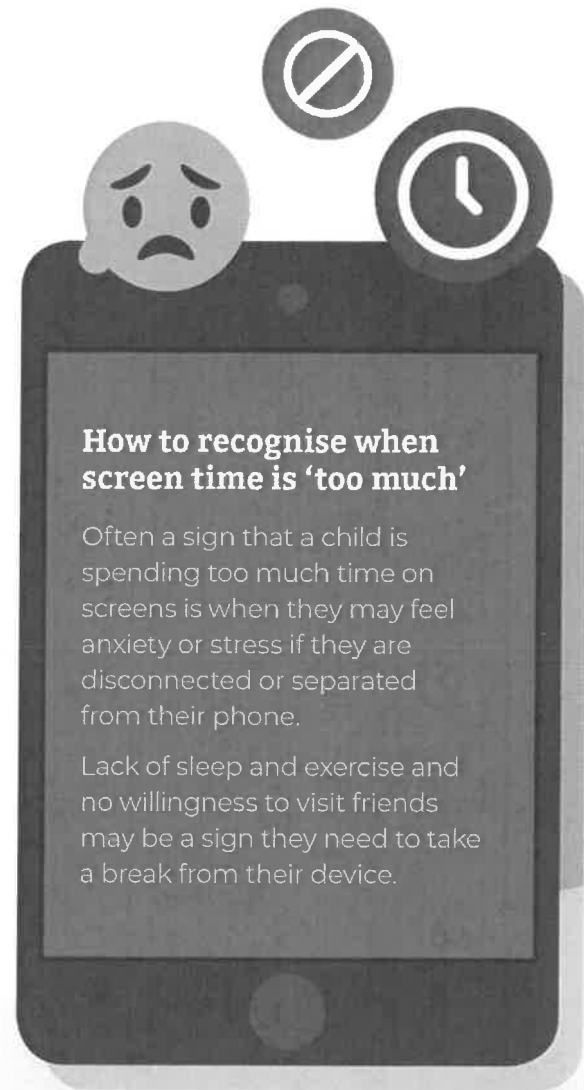 How to recognise when
screen time is ‘too much’
Often a sign that a child is
spending too much time on
screens is when they may feel
anxiety or stress if they are
disconnected or separated
from their phone.
Lack of sleep and exercise and
no willingness to visit friends
may be a sign they need to take
a break from their device.